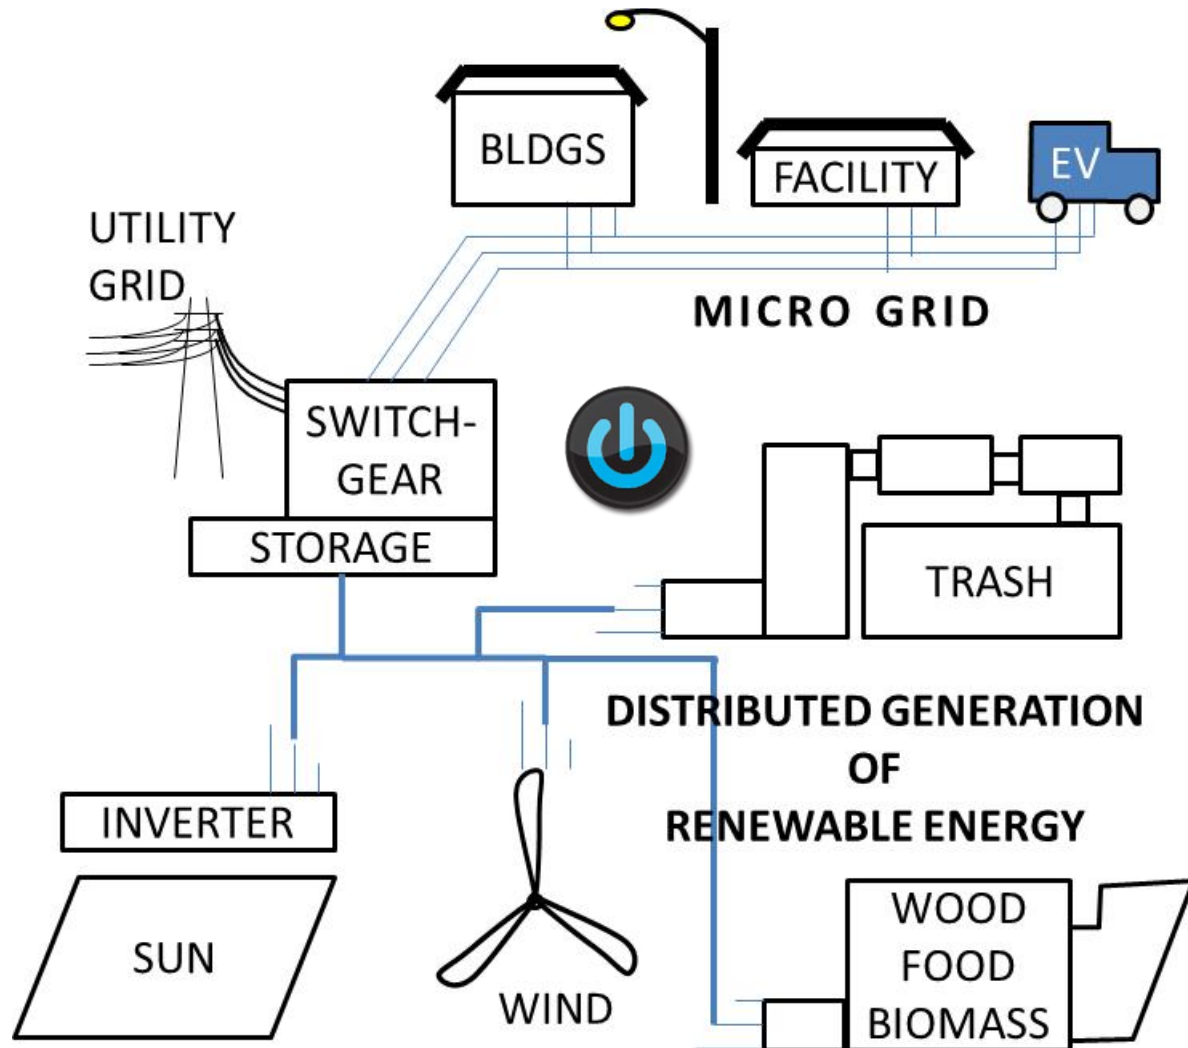 BLDGS
FACILITY
EV
UTILITY
GRID
MICRO GRID
SWITCH-
GEAR
STORAGE
TRASH
DISTRIBUTED GENERATION
OF
RENEWABLE ENERGY
INVERTER
SUN
WIND
WOOD
FOOD
BIOMASS